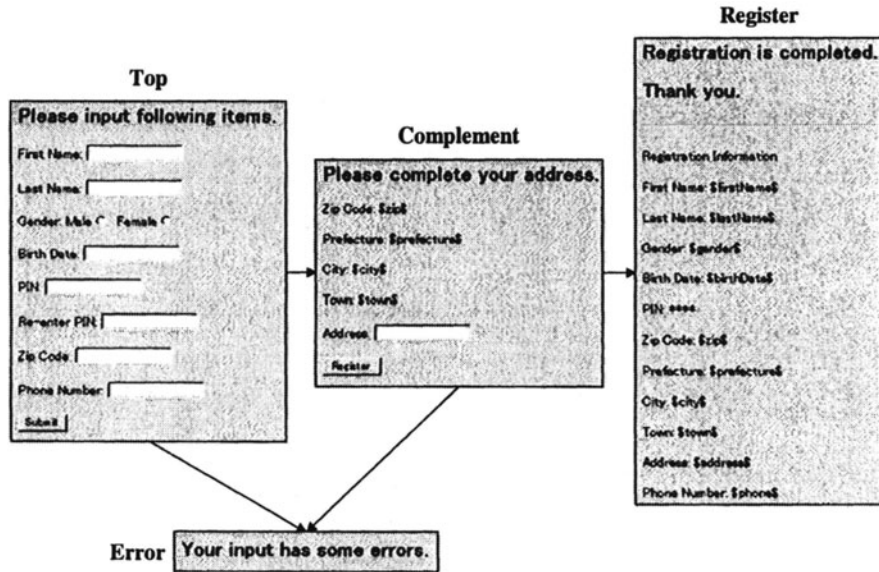 Top
Please input following items.
First Name:
Last Name:
Gender: Male Female
Birth Date:
PIN:
Re-enter PIN:
Zip Code:
Phone Number:
Submit
Complement
Please complete your address.
Zip Code: $zip$
Prefecture: $prefecture$
City: $city$
Town: $town$
Address:
Register
Register
Registration is completed.
Thank you.
Registration Information
First Name: $firstName$
Last Name: $lastName$
Gender: $gender$
Birth Date: $birthDate$
PIN: ****
Zip Code: $zip$
Prefecture: $prefecture$
City: $city$
Town: $town$
Address: $address$
Phone Number: $phone$
Error
Your input has some errors.